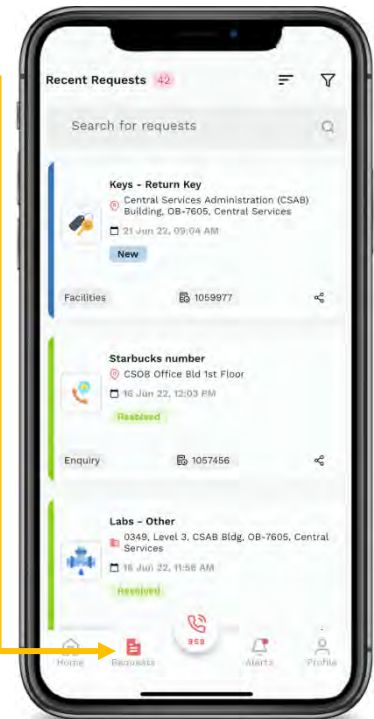 Recent Requests 42
Search for requests
Keys - Return Key
Central Services Administration (CSAB)
Building, OB-7605, Central Services
21 Jun 22, 09:04 AM
New
Facilities 1059977
Starbucks number
CSOB Office Bld 1st Floor
16 Jun 22, 12:03 PM
Resolved
Enquiry 1057456
Labs - Other
0349, Level 3, CSAB Bldg, OB-7605, Central
Services
16 Jun 22, 11:58 AM
Resolved
959
Home Requests Alerts Profile